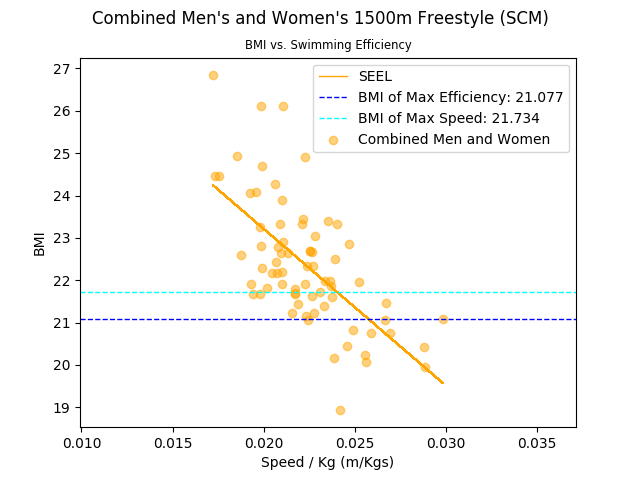 Combined Men's and Women's 1500m Freestyle (SCM)
BMI vs. Swimming Efficiency
SEEL
BMI of Max Efficiency: 21.077
BMI of Max Speed: 21.734
Combined Men and Women
27
26
25
24
23
22
21
20
19
BMI
0.010 0.015 0.020 0.025 0.030 0.035
Speed / Kg (m/Kgs)